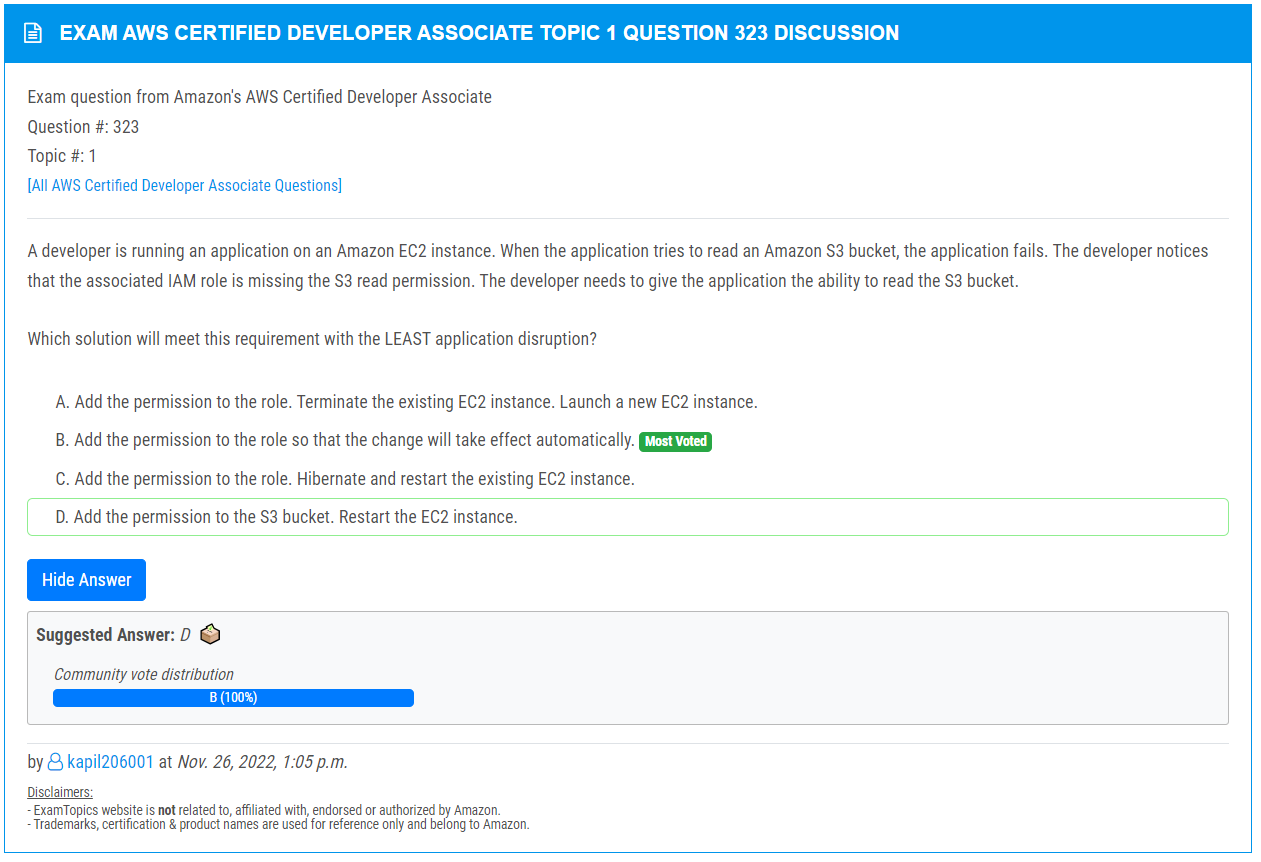 EXAM AWS CERTIFIED DEVELOPER ASSOCIATE TOPIC 1 QUESTION 323 DISCUSSION
Exam question from Amazon's AWS Certified Developer Associate
Question #: 323
Topic #: 1
[All AWS Certified Developer Associate Questions]
A developer is running an application on an Amazon EC2 instance. When the application tries to read an Amazon S3 bucket, the application fails. The developer notices
that the associated IAM role is missing the S3 read permission. The developer needs to give the application the ability to read the S3 bucket.
Which solution will meet this requirement with the LEAST application disruption?
A. Add the permission to the role. Terminate the existing EC2 instance. Launch a new EC2 instance.
B. Add the permission to the role so that the change will take effect automatically. Most Voted
C. Add the permission to the role. Hibernate and restart the existing EC2 instance.
D. Add the permission to the S3 bucket. Restart the EC2 instance.
Hide Answer
Suggested Answer: D
Community vote distribution
B (100%)
by kapil206001 at Nov. 26, 2022, 1:05 p.m.
Disclaimers:
- ExamTopics website is not related to, affiliated with, endorsed or authorized by Amazon.
- Trademarks, certification & product names are used for reference only and belong to Amazon.